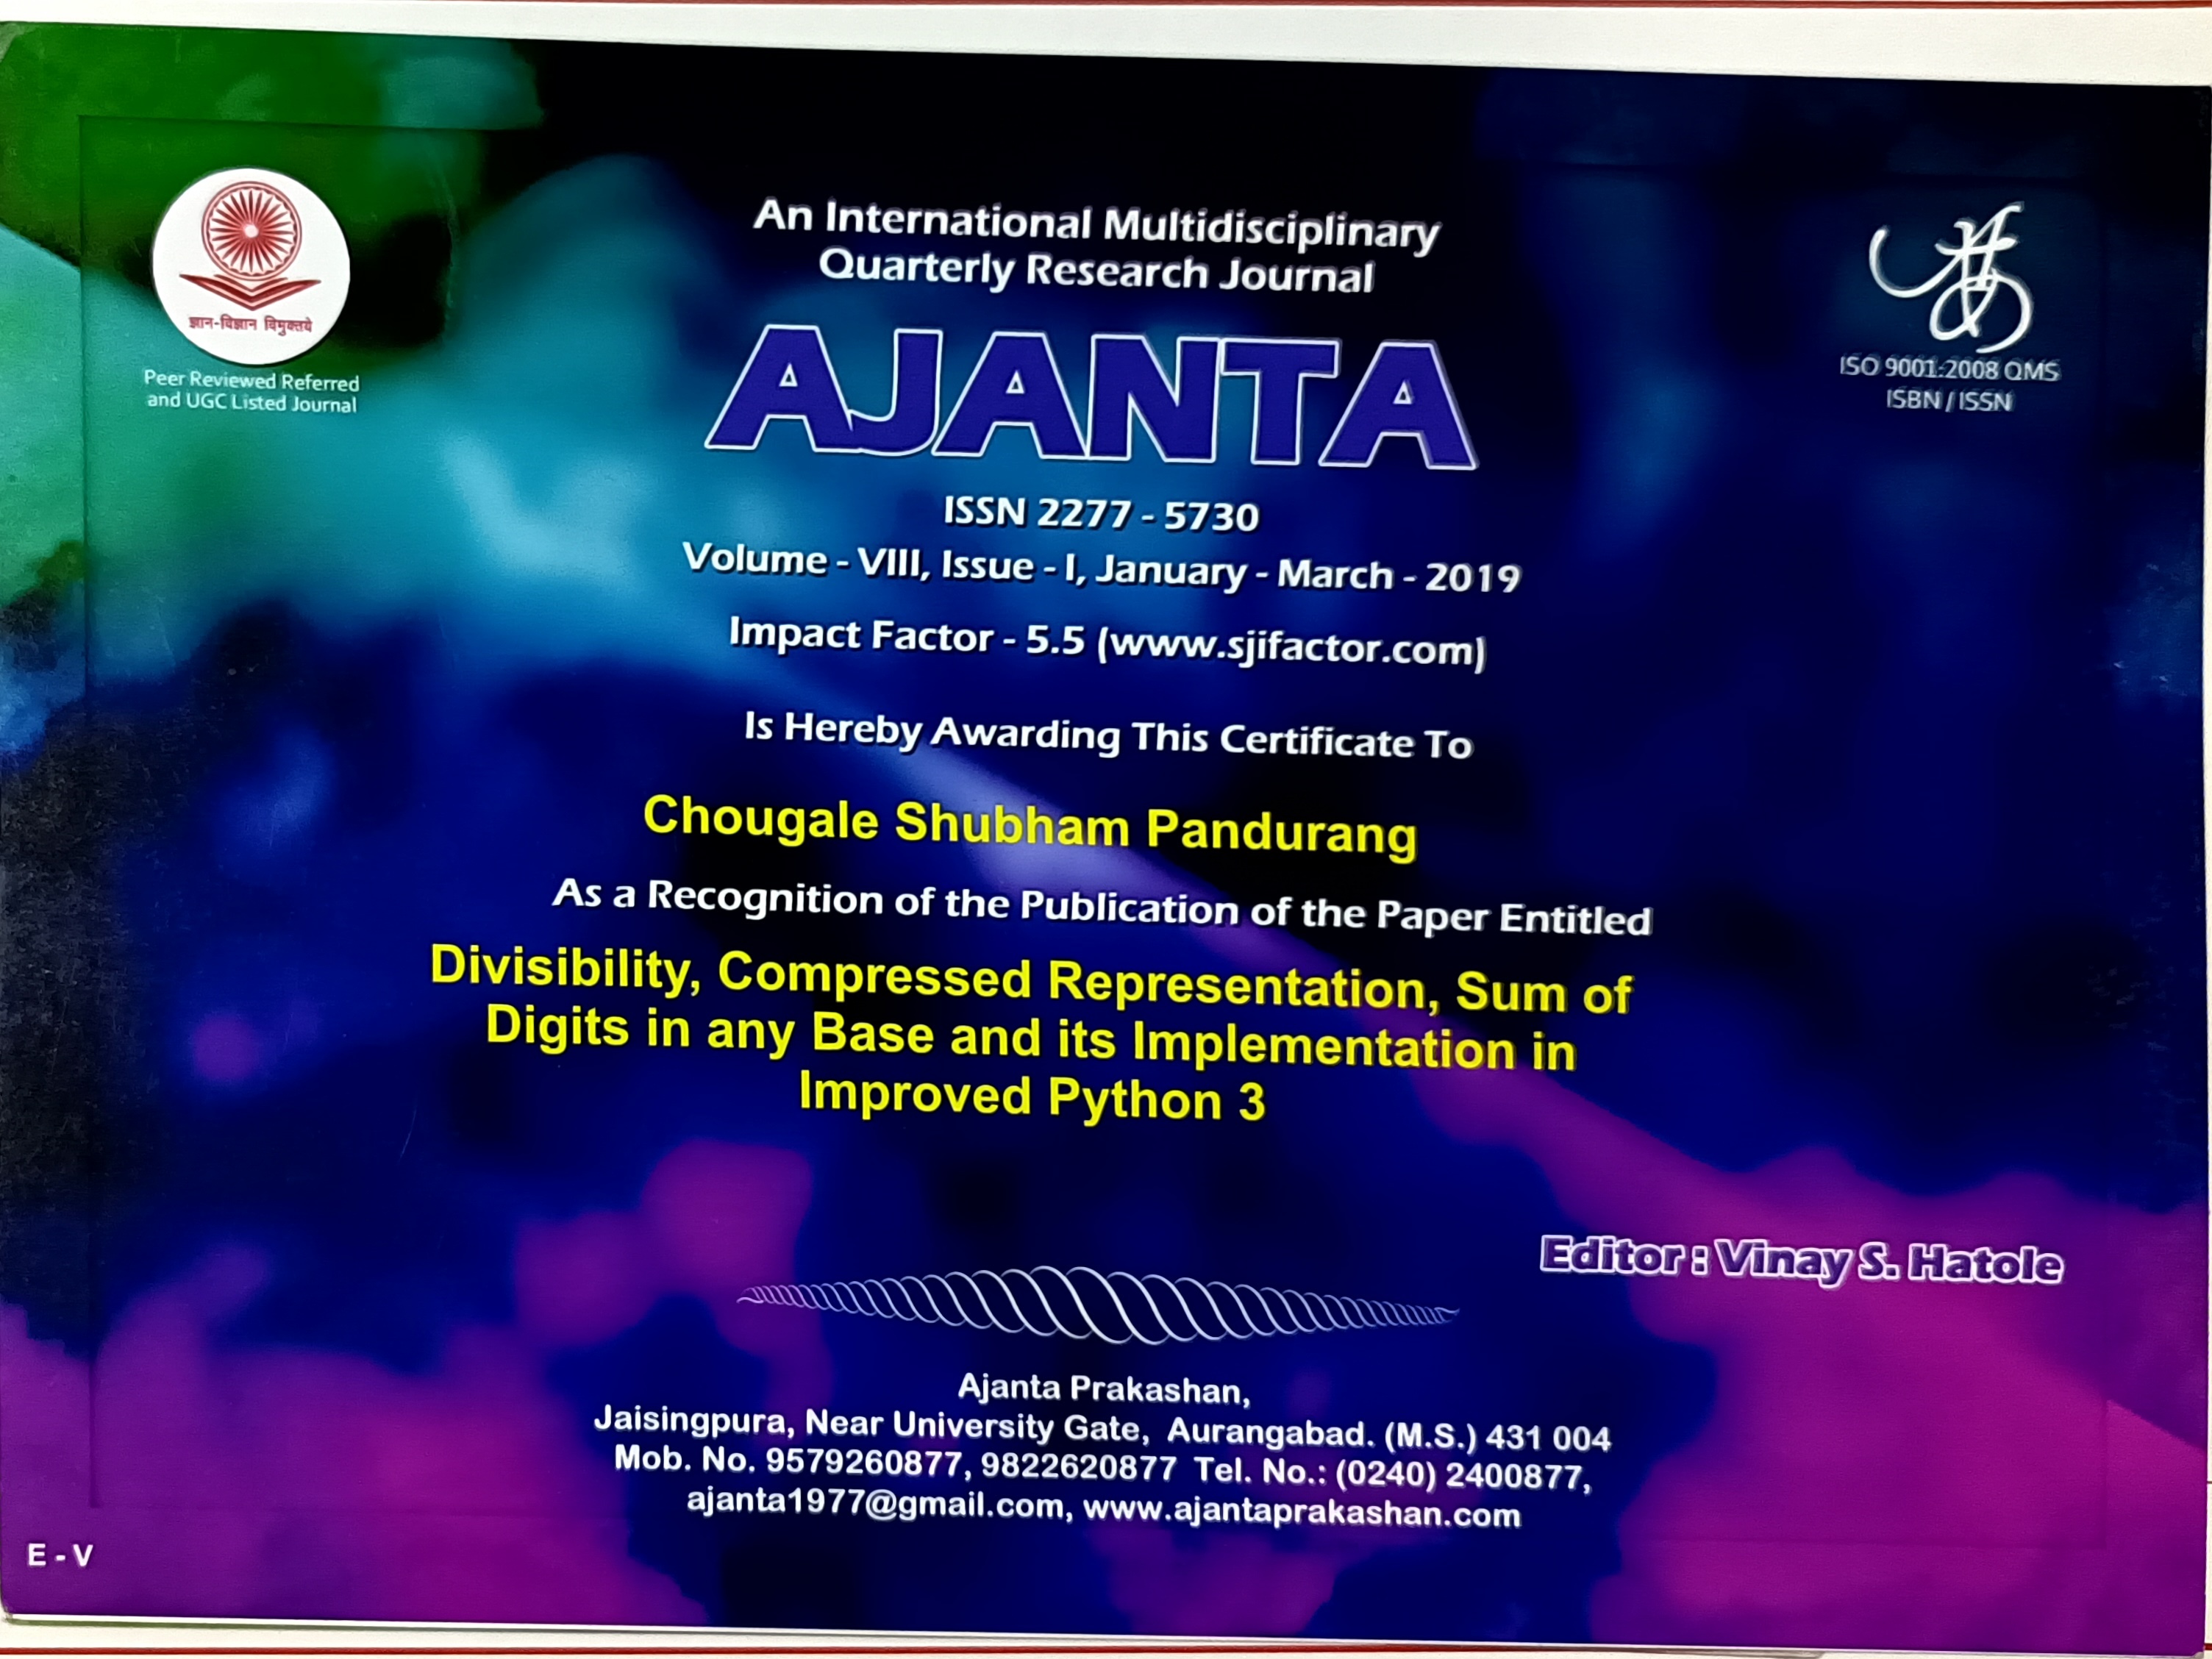 ज्ञान-विज्ञान विमुक्तये
Peer Reviewed Referred
and UGC Listed Journal
An International Multidisciplinary
Quarterly Research Journal
AJANTA
ISO 9001:2008 QMS
ISBN / ISSN
ISSN 2277 - 5730
Volume - VIII, Issue - I, January - March - 2019
Impact Factor - 5.5 (www.sjifactor.com)
Is Hereby Awarding This Certificate To
Chougale Shubham Pandurang
As a Recognition of the Publication of the Paper Entitled
Divisibility, Compressed Representation, Sum of
Digits in any Base and its Implementation in
Improved Python 3
Editor : Vinay S. Hatole
Ajanta Prakashan,
Jaisingpura, Near University Gate, Aurangabad. (M.S.) 431 004
Mob. No. 9579260877, 9822620877 Tel. No.: (0240) 2400877,
ajanta1977@gmail.com, www.ajantaprakashan.com
E - V